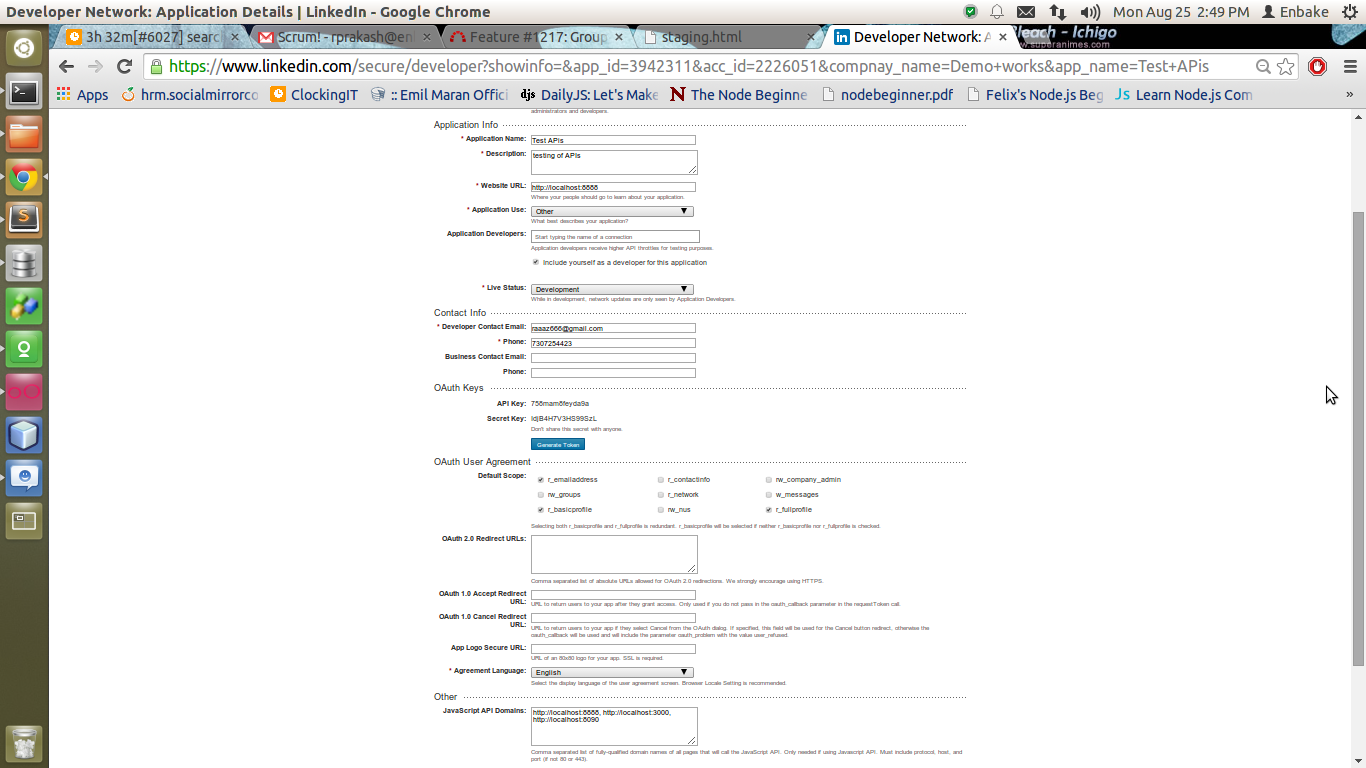 Developer Network: Application Details | LinkedIn - Google Chrome
Mon Aug 25 2:49 PM Enbake
3h 32m[#6027] searc
Scrum! - rprakash@en
Feature #1217: Group
staging.html
Developer Network: A
Bleach - Ichigo
www.superanimes.com
https://www.linkedin.com/secure/developer?showinfo=&app_id=3942311&acc_id=2226051&compnay_name=Demo+works&app_name=Test+APIs
Apps
hrm.socialmirrorco
ClockingIT
:: Emil Maran Offici
DailyJS: Let's Make
The Node Beginne
nodebeginner.pdf
Felix's Node.js Beg
Learn Node.js Com
»
administrators and developers.
Application Info
* Application Name: Test APIs
* Description: testing of APIs
* Website URL: http://localhost:8888
Where your people should go to learn about your application.
* Application Use: Other
What best describes your application?
Application Developers: Start typing the name of a connection
Application developers receive higher API throttles for testing purposes.
Include yourself as a developer for this application
* Live Status: Development
While in development, network updates are only seen by Application Developers.
Contact Info
* Developer Contact Email: raaaz666@gmail.com
* Phone: 7307254423
Business Contact Email:
Phone:
OAuth Keys
API Key: 758mam8feyda9a
Secret Key: IdjB4H7V3HS99SzL
Don't share this secret with anyone.
Generate Token
OAuth User Agreement
Default Scope: r_emailaddress r_contactinfo rw_company_admin
rw_groups r_network w_messages
r_basicprofile rw_nus r_fullprofile
Selecting both r_basicprofile and r_fullprofile is redundant. r_basicprofile will be selected if neither r_basicprofile nor r_fullprofile is checked.
OAuth 2.0 Redirect URLs:
Comma separated list of absolute URLs allowed for OAuth 2.0 redirections. We strongly encourage using HTTPS.
OAuth 1.0 Accept Redirect
URL:
URL to return users to your app after they grant access. Only used if you do not pass in the oauth_callback parameter in the requestToken call.
OAuth 1.0 Cancel Redirect
URL:
URL to return users to your app if they select Cancel from the OAuth dialog. If specified, this field will be used for the Cancel button redirect, otherwise the
oauth_callback will be used and will include the parameter oauth_problem with the value user_refused.
App Logo Secure URL:
URL of an 80x80 logo for your app. SSL is required.
* Agreement Language: English
Select the display language of the user agreement screen. Browser Locale Setting is recommended.
Other
JavaScript API Domains: http://localhost:8888, http://localhost:3000,
http://localhost:8090
Comma separated list of fully-qualified domain names of all pages that will call the JavaScript API. Only needed if using Javascript API. Must include protocol, host, and
port (if not 80 or 443).